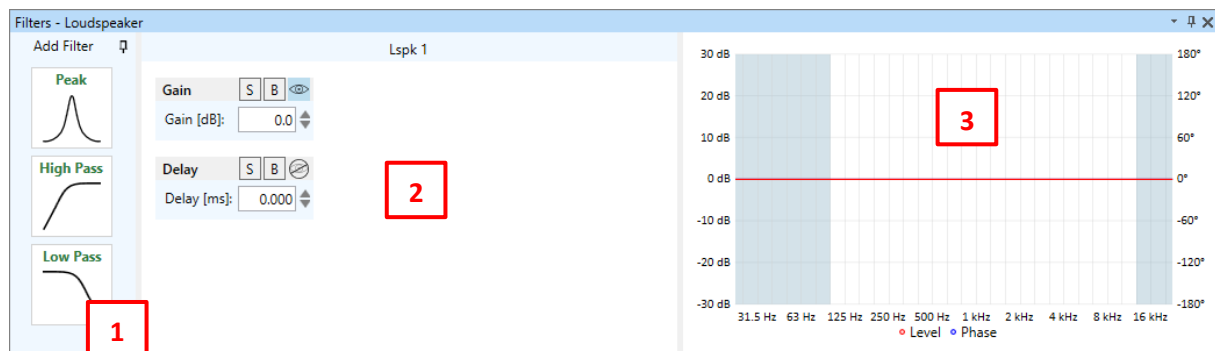 Filters - Loudspeaker
Add Filter
Peak
High Pass
Low Pass
1
Lspk 1
Gain S B
Gain [dB]: 0.0
Delay S B
Delay [ms]: 0.000
2
30 dB 180°
20 dB 120°
3
10 dB 60°
0 dB 0°
-10 dB -60°
-20 dB -120°
-30 dB -180°
31.5 Hz 63 Hz 125 Hz 250 Hz 500 Hz 1 kHz 2 kHz 4 kHz 8 kHz 16 kHz
Level Phase